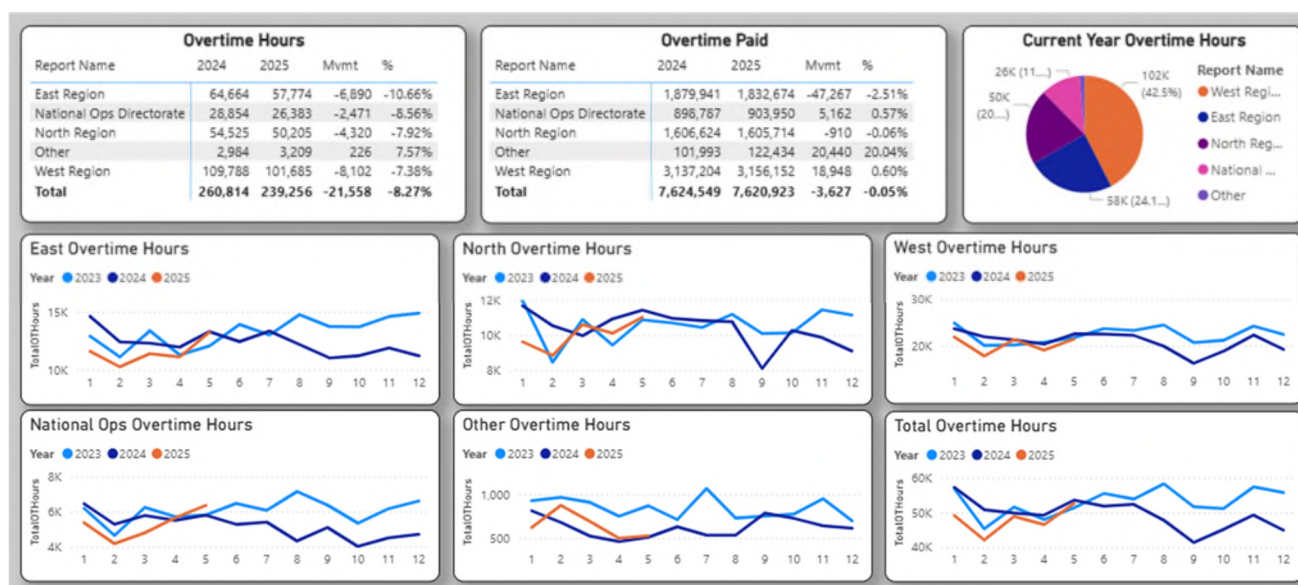 Overtime Hours
Report Name 2024 2025 Mvmt %
East Region 64,664 57,774 -6,890 -10.66%
National Ops Directorate 28,854 26,383 -2,471 -8.56%
North Region 54,525 50,205 -4,320 -7.92%
Other 2,984 3,209 226 7.57%
West Region 109,788 101,685 -8,102 -7.38%
Total 260,814 239,256 -21,558 -8.27%
Overtime Paid
Report Name 2024 2025 Mvmt %
East Region 1,879,941 1,832,674 -47,267 -2.51%
National Ops Directorate 898,787 903,950 5,162 0.57%
North Region 1,606,624 1,605,714 -910 -0.06%
Other 101,993 122,434 20,440 20.04%
West Region 3,137,204 3,156,152 18,948 0.60%
Total 7,624,549 7,620,923 -3,627 -0.05%
Current Year Overtime Hours
26K (11....)
102K
(42.5%)
50K
(20....)
58K (24.1...)
Report Name
West Regi...
East Region
North Reg...
National ...
Other
East Overtime Hours
Year 2023 2024 2025
TotalOTHours
15K
10K
1 2 3 4 5 6 7 8 9 10 11 12
North Overtime Hours
Year 2023 2024 2025
TotalOTHours
12K
10K
8K
1 2 3 4 5 6 7 8 9 10 11 12
West Overtime Hours
Year 2023 2024 2025
TotalOTHours
30K
20K
1 2 3 4 5 6 7 8 9 10 11 12
National Ops Overtime Hours
Year 2023 2024 2025
TotalOTHours
8K
6K
4K
1 2 3 4 5 6 7 8 9 10 11 12
Other Overtime Hours
Year 2023 2024 2025
TotalOTHours
1,000
500
1 2 3 4 5 6 7 8 9 10 11 12
Total Overtime Hours
Year 2023 2024 2025
TotalOTHours
60K
50K
40K
1 2 3 4 5 6 7 8 9 10 11 12